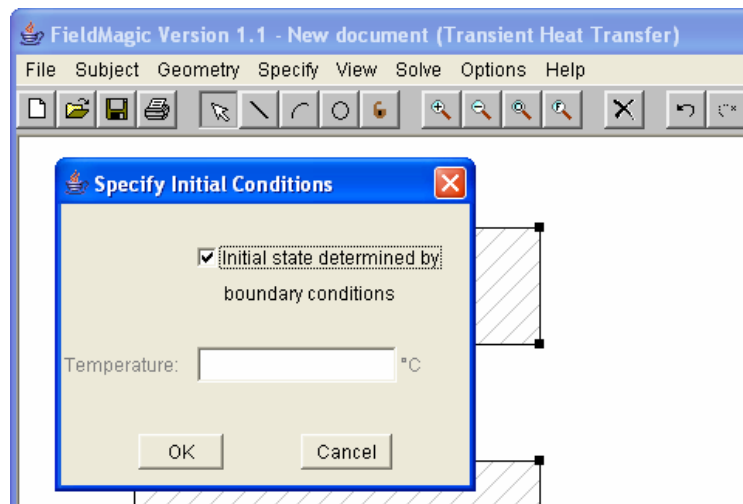 FieldMagic Version 1.1 - New document (Transient Heat Transfer)
File Subject Geometry Specify View Solve Options Help
Specify Initial Conditions
Initial state determined by
boundary conditions
Temperature: °C
OK Cancel